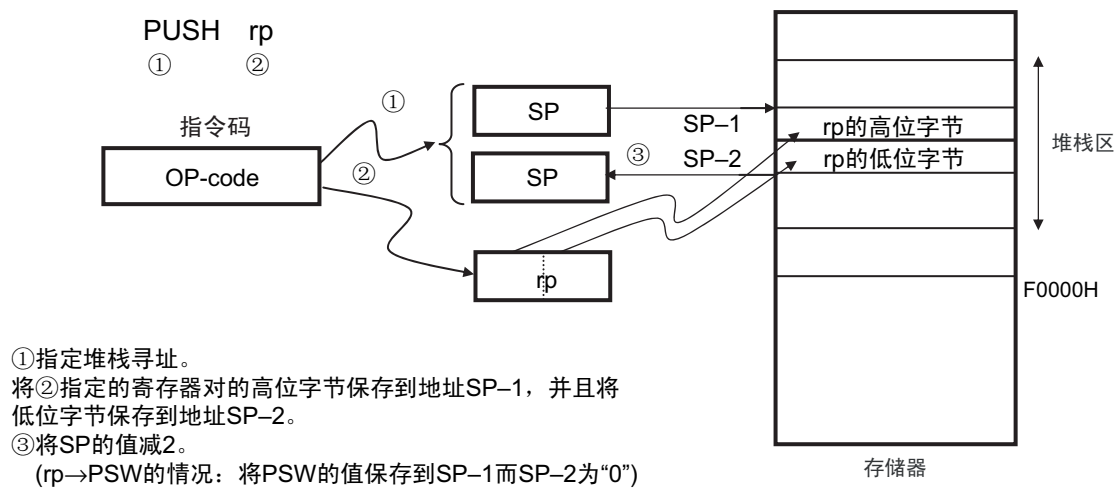 PUSH rp
① ②
指令码
OP-code
①
②
SP
SP
③
SP–1
SP–2
rp
rp的高位字节
rp的低位字节
堆栈区
F0000H
存储器
①指定堆栈寻址。
将②指定的寄存器对的高位字节保存到地址SP–1，并且将
低位字节保存到地址SP–2。
③将SP的值减2。
(rp→PSW的情况：将PSW的值保存到SP–1而SP–2为“0”)